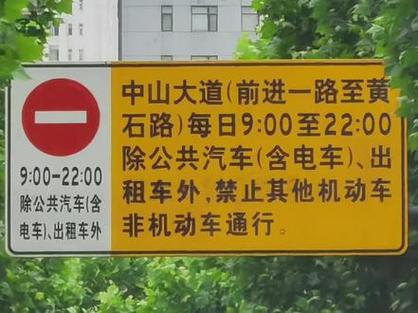 9:00-22:00
除公共汽车(含
电车)、出租车外
中山大道(前进一路至黄
石路)每日9:00至22:00
除公共汽车(含电车)、出
租车外,禁止其他机动车
非机动车通行。